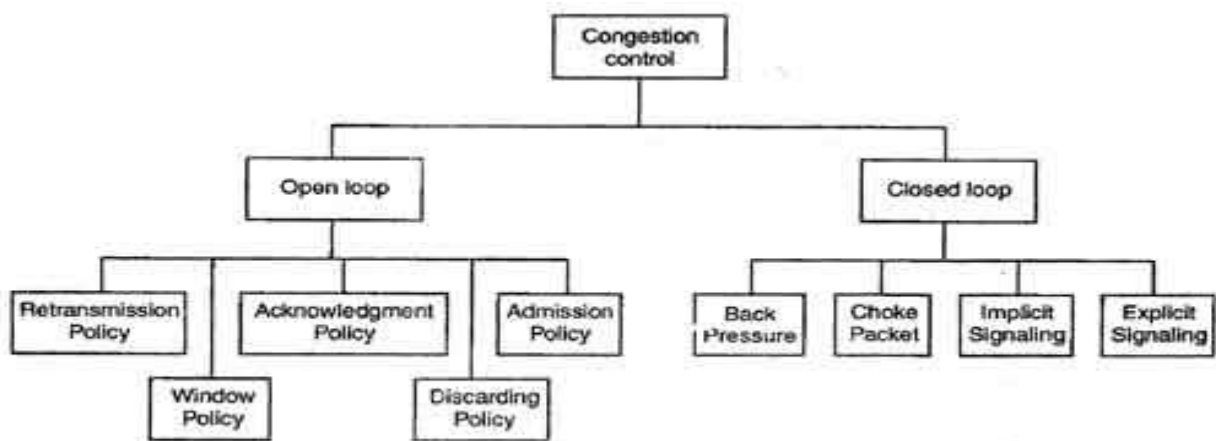 Congestion
control
Open loop
Closed loop
Retransmission
Policy
Acknowledgment
Policy
Admission
Policy
Back
Pressure
Choke
Packet
Implicit
Signaling
Explicit
Signaling
Window
Policy
Discarding
Policy